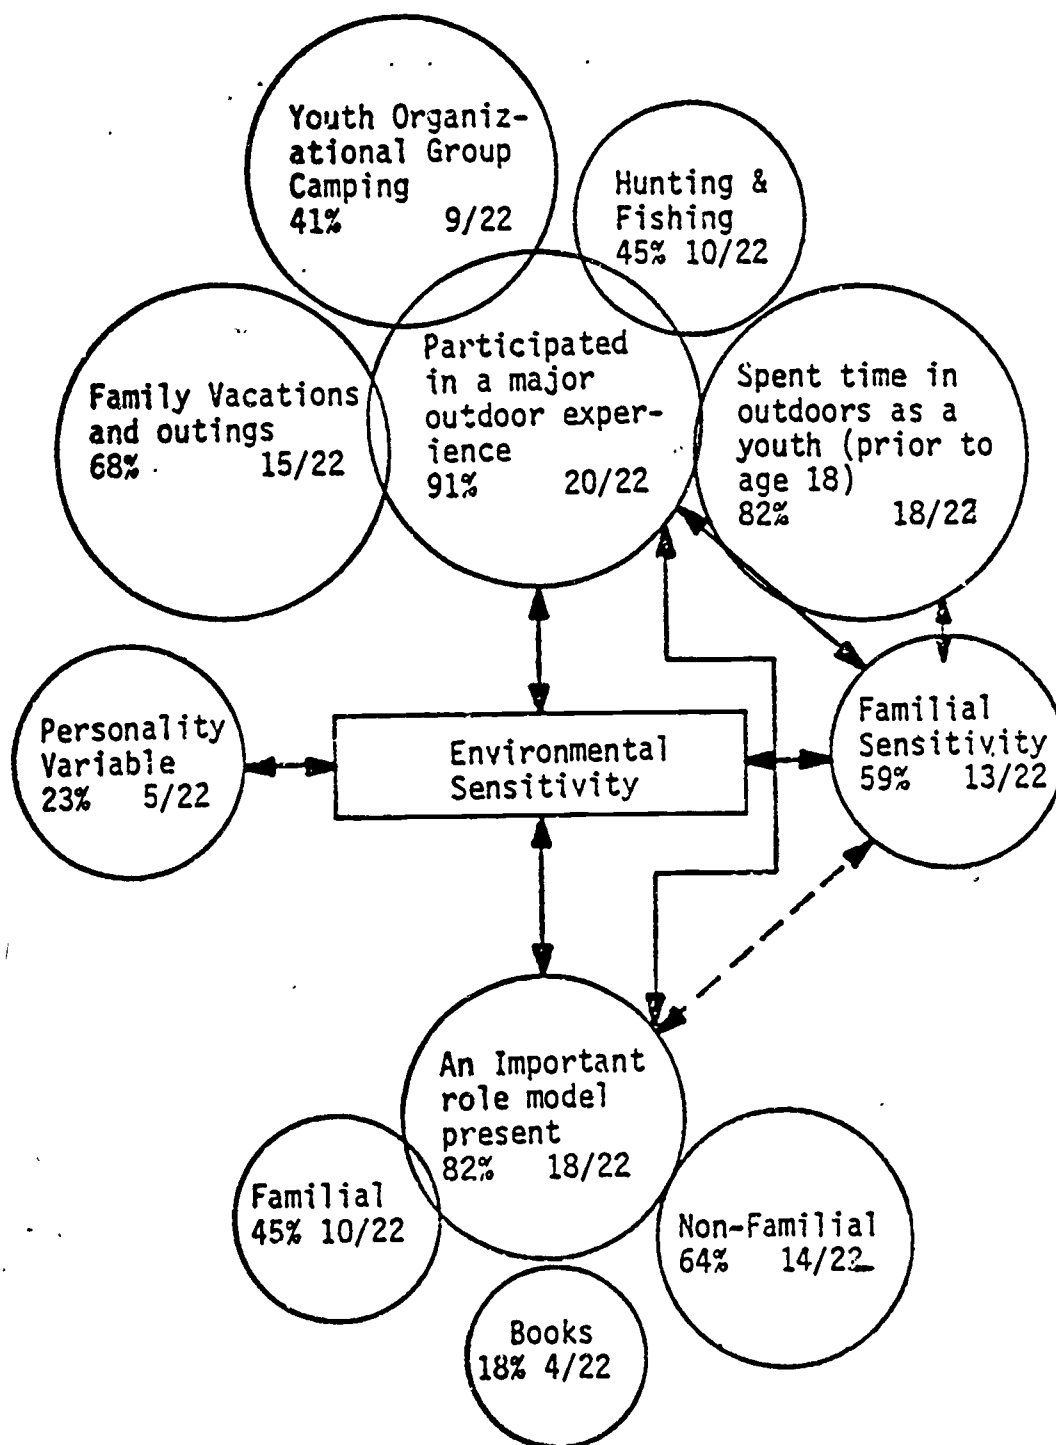 Youth Organiz-
ational Group
Camping
41% 9/22
Hunting &
Fishing
45% 10/22
Participated
in a major
outdoor exper-
ience
91% 20/22
Family Vacations
and outings
68% 15/22
Spent time in
outdoors as a
youth (prior to
age 18)
82% 18/22
Personality
Variable
23% 5/22
Environmental
Sensitivity
Familial
Sensitivity
59% 13/22
An Important
role model
present
82% 18/22
Familial
45% 10/22
Non-Familial
64% 14/22
Books
18% 4/22